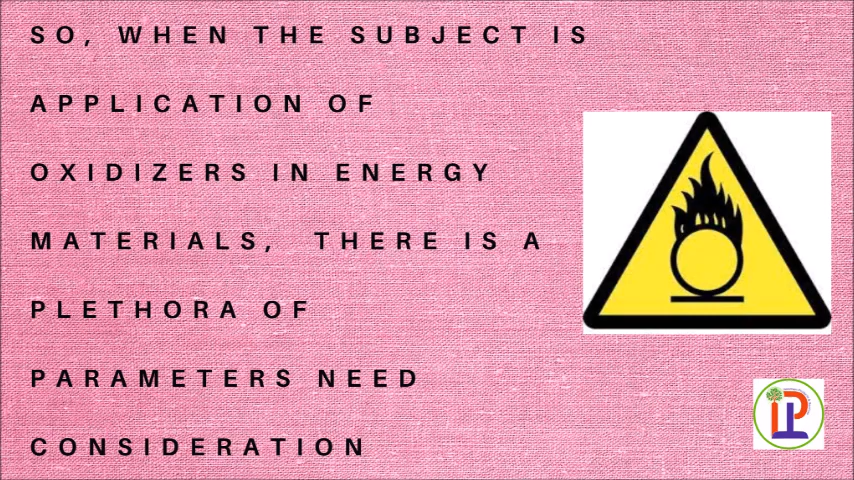 SO, WHEN THE SUBJECT IS
APPLICATION OF
OXIDIZERS IN ENERGY
MATERIALS, THERE IS A
PLETHORA OF
PARAMETERS NEED
CONSIDERATION